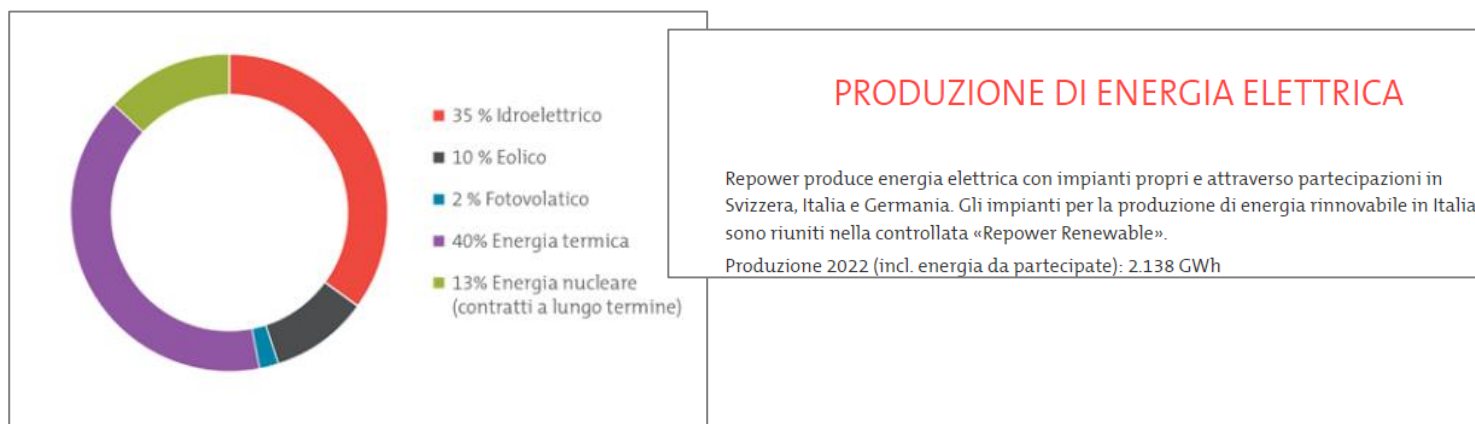 35 % Idroelettrico
10 % Eolico
2 % Fotovolatico
40% Energia termica
13% Energia nucleare
(contratti a lungo termine)
PRODUZIONE DI ENERGIA ELETTRICA
Repower produce energia elettrica con impianti propri e attraverso partecipazioni in
Svizzera, Italia e Germania. Gli impianti per la produzione di energia rinnovabile in Italia
sono riuniti nella controllata «Repower Renewable».
Produzione 2022 (incl. energia da partecipate): 2.138 GWh